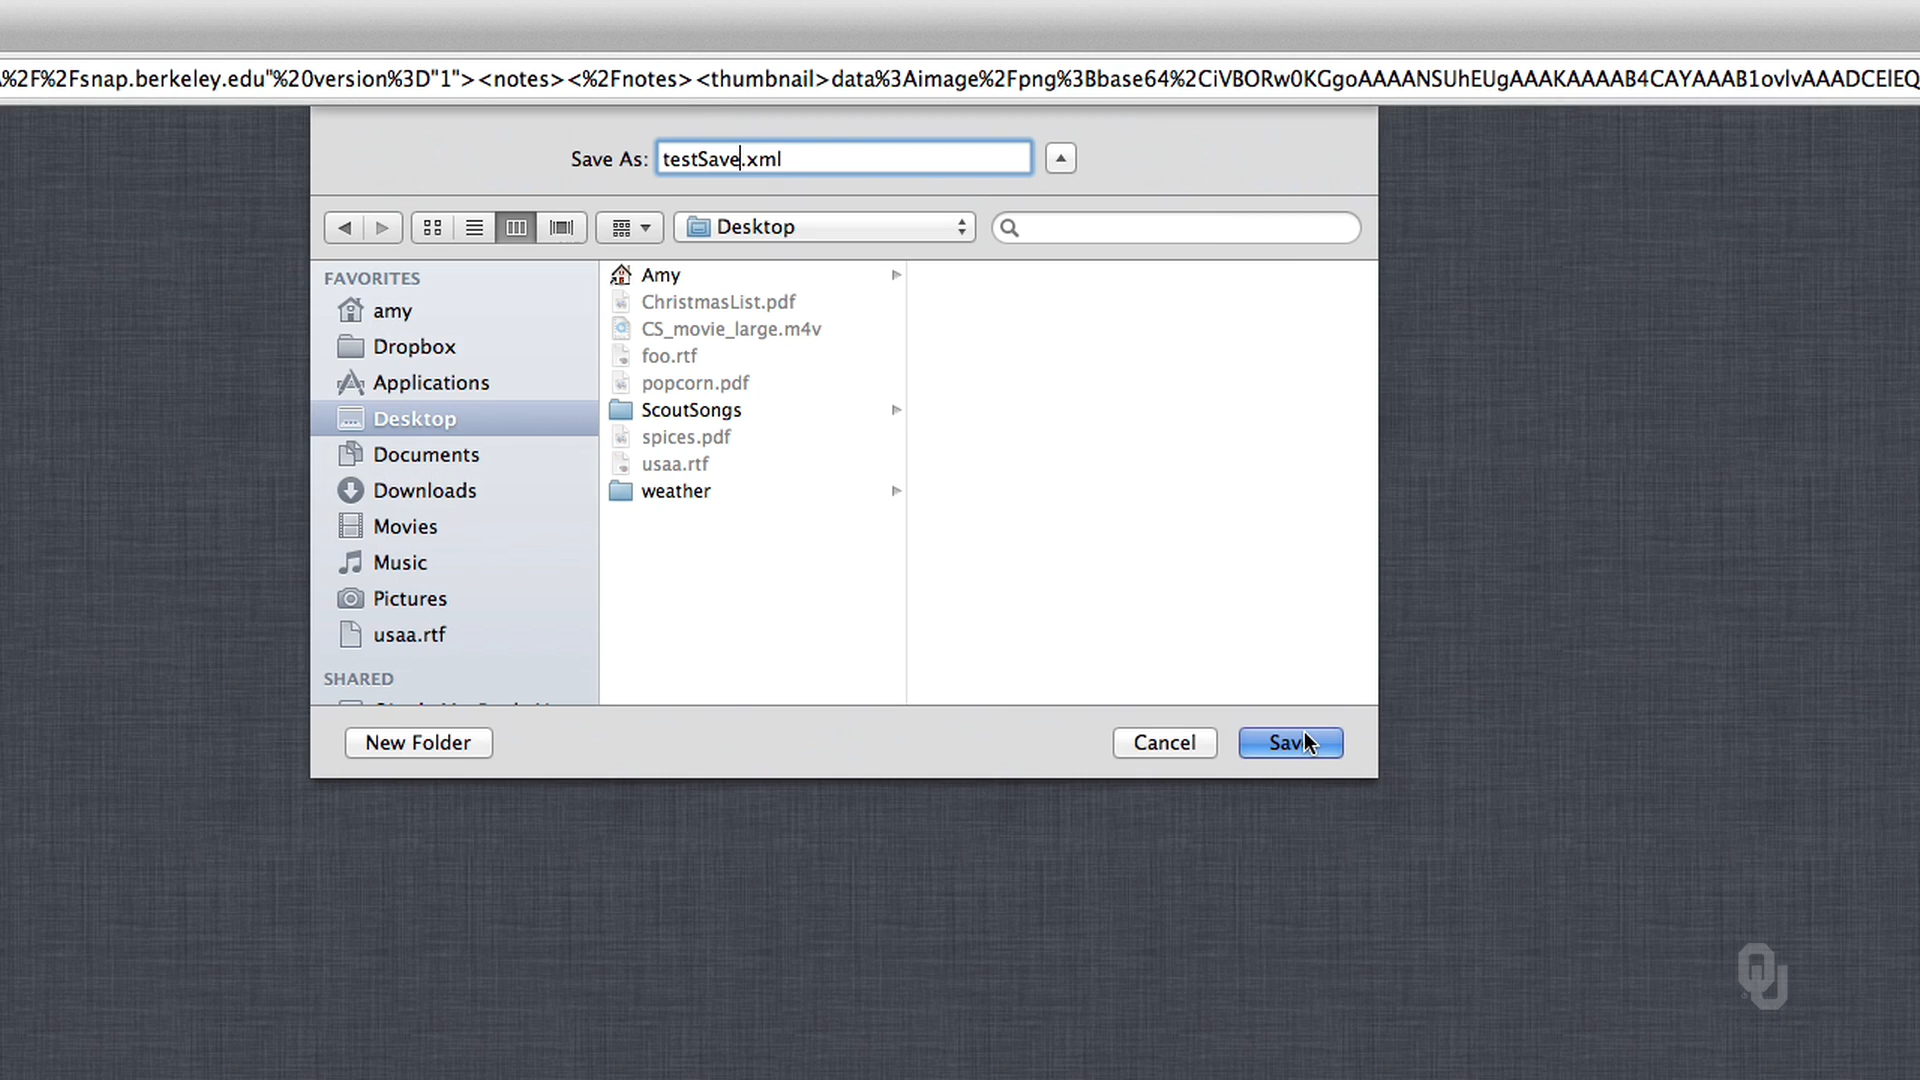 %2F%2Fsnap.berkeley.edu"%20version%3D"1"><notes><%2Fnotes><thumbnail>data%3Aimage%2Fpng%3Bbase64%2CiVBORw0KGgoAAAANSUhEUgAAAKAAAAB4CAYAAAB1ovlvAAADCElEQ
Save As: testSave.xml
Desktop
FAVORITES
amy
Dropbox
Applications
Desktop
Documents
Downloads
Movies
Music
Pictures
usaa.rtf
SHARED
Amy
ChristmasList.pdf
CS_movie_large.m4v
foo.rtf
popcorn.pdf
ScoutSongs
spices.pdf
usaa.rtf
weather
New Folder
Cancel
Save
OU